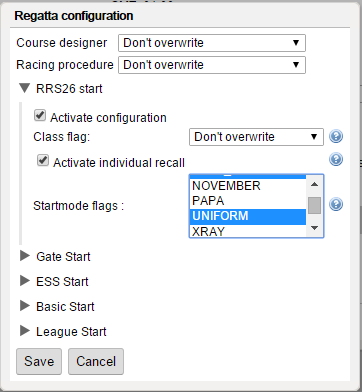 Regatta configuration
Course designer Don't overwrite
Racing procedure Don't overwrite
RRS26 start
Activate configuration
Class flag: Don't overwrite
Activate individual recall
NOVEMBER
PAPA
Startmode flags : UNIFORM
XRAY
Gate Start
ESS Start
Basic Start
League Start
Save Cancel